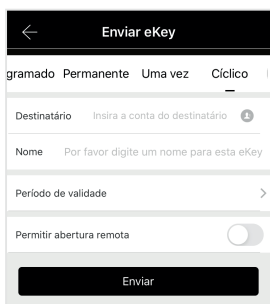 Enviar eKey
gramado Permanente Uma vez Cíclico
Destinatário Insira a conta do destinatário
Nome Por favor digite um nome para esta eKey
Período de validade
Permitir abertura remota
Enviar